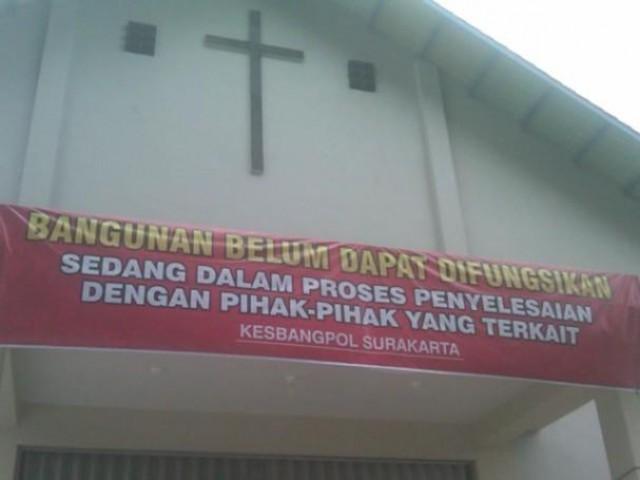 BANGUNAN BELUM DAPAT DIFUNGSIKAN
SEDANG DALAM PROSES PENYELESAIAN
DENGAN PIHAK-PIHAK YANG TERKAIT
KESBANGPOL SURAKARTA